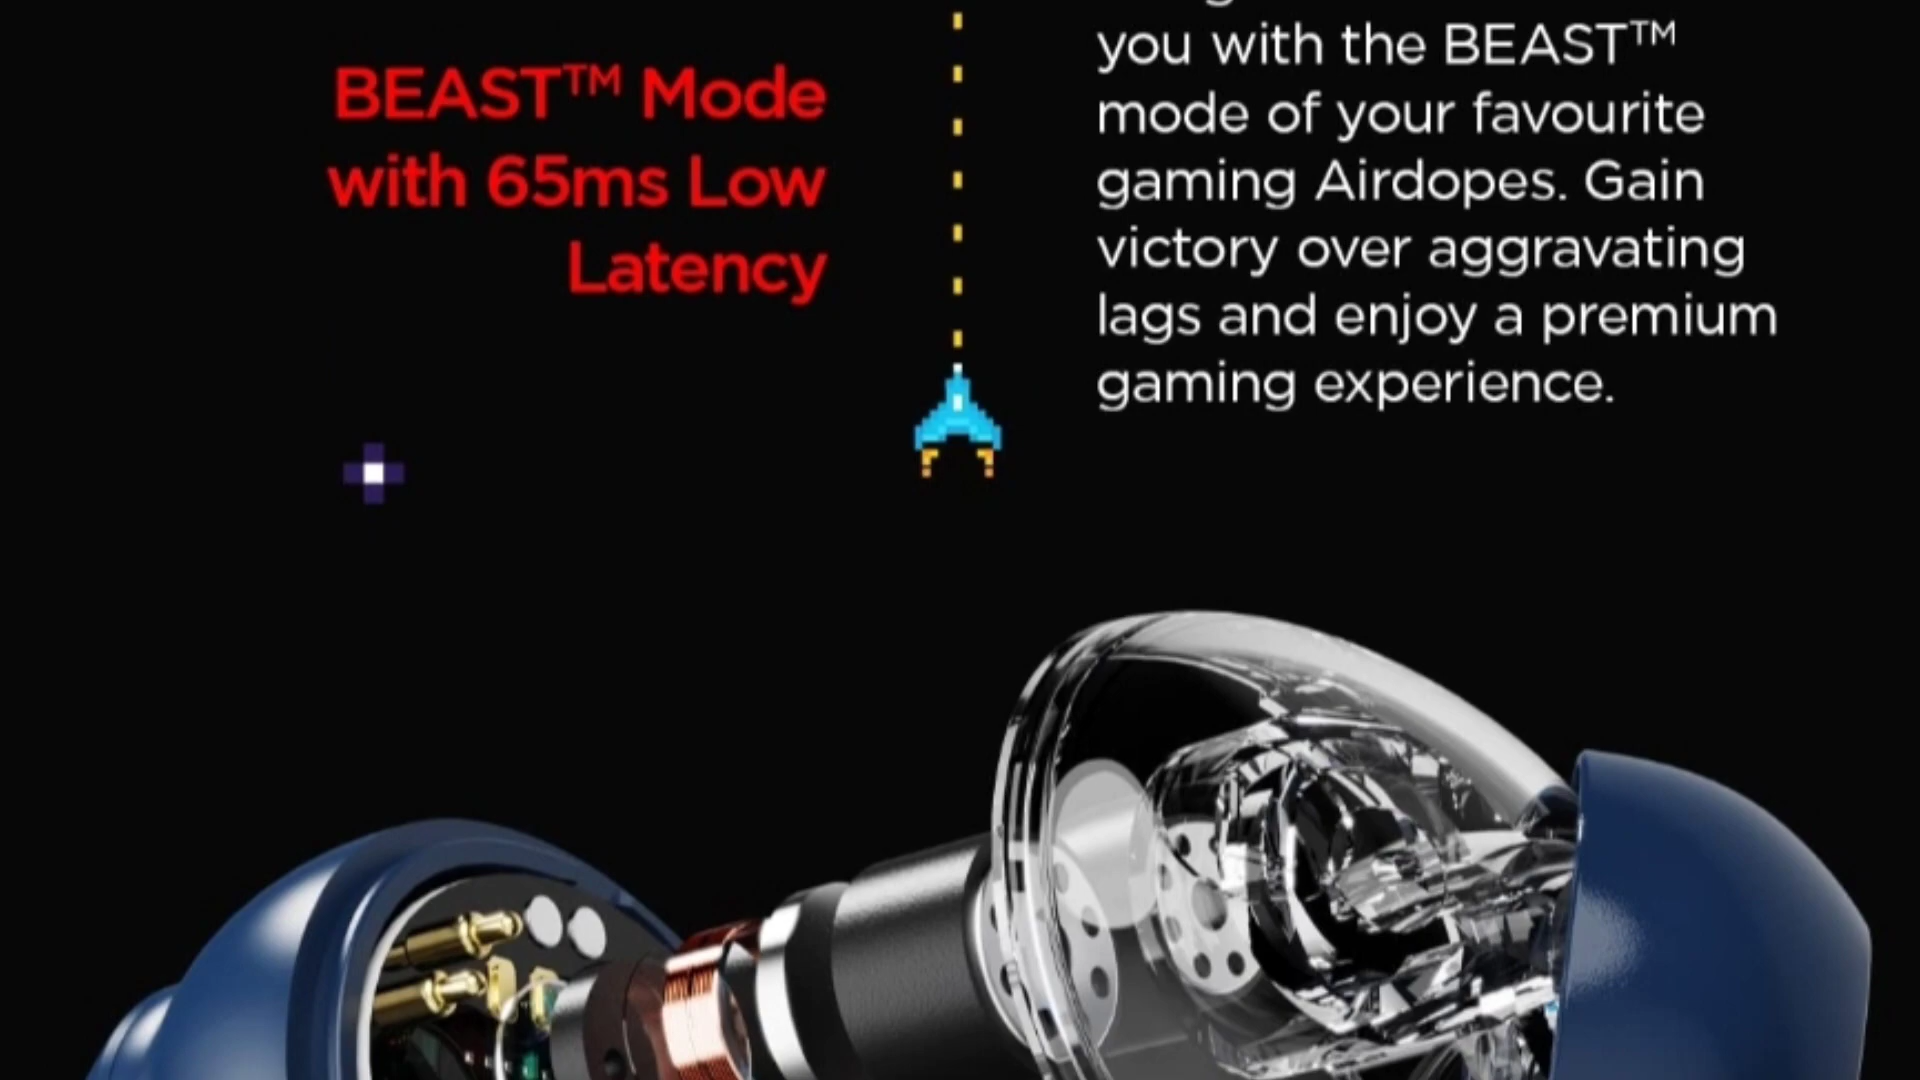 BEAST™ Mode
with 65ms Low
Latency
you with the BEAST™
mode of your favourite
gaming Airdopes. Gain
victory over aggravating
lags and enjoy a premium
gaming experience.